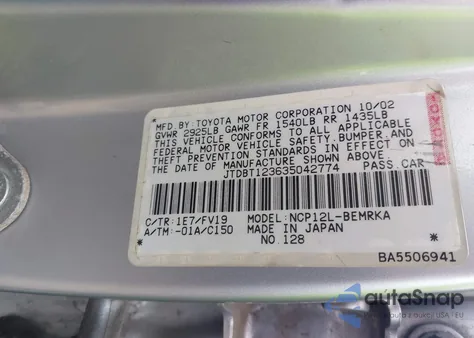 MFD.BY:TOYOTA MOTOR CORPORATION 10/02
GVWR 2925LB GAWR FR 1540LB RR 1435LB
THIS VEHICLE CONFORMS TO ALL APPLICABLE
FEDERAL MOTOR VEHICLE SAFETY,BUMPER,AND
THEFT PREVENTION STANDARDS IN EFFECT ON
THE DATE OF MANUFACTURE SHOWN ABOVE.
JTDBT123635042774 PASS.CAR
C/TR:1E7/FV19 MODEL:NCP12L-BEMRKA
A/TM:-01A/C150 MADE IN JAPAN
NO.128
BA5506941
autoSnap